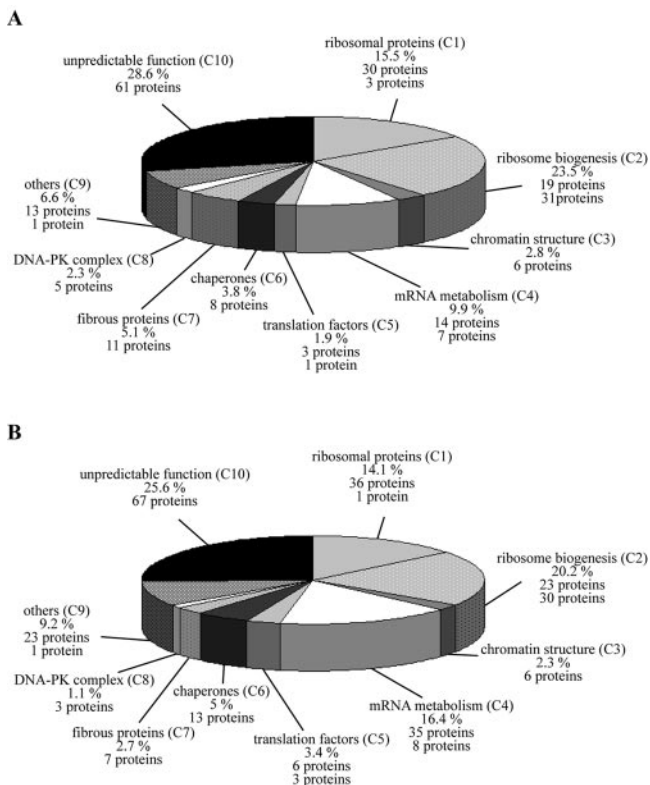 A
ribosomal proteins (C1)
15.5 %
30 proteins
3 proteins
unpredictable function (C10)
28.6 %
61 proteins
ribosome biogenesis (C2)
23.5 %
19 proteins
31proteins
others (C9)
6.6 %
13 proteins
1 protein
chromatin structure (C3)
2.8 %
6 proteins
DNA-PK complex (C8)
2.3 %
5 proteins
chaperones (C6)
3.8 %
8 proteins
mRNA metabolism (C4)
9.9 %
14 proteins
7 proteins
fibrous proteins (C7)
5.1 %
11 proteins
translation factors (C5)
1.9 %
3 proteins
1 protein
B
ribosomal proteins (C1)
14.1 %
36 proteins
1 protein
unpredictable function (C10)
25.6 %
67 proteins
ribosome biogenesis (C2)
20.2 %
23 proteins
30 proteins
others (C9)
9.2 %
23 proteins
1 protein
chromatin structure (C3)
2.3 %
6 proteins
DNA-PK complex (C8)
1.1 %
3 proteins
chaperones (C6)
5 %
13 proteins
mRNA metabolism (C4)
16.4 %
35 proteins
8 proteins
fibrous proteins (C7)
2.7 %
7 proteins
translation factors (C5)
3.4 %
6 proteins
3 proteins